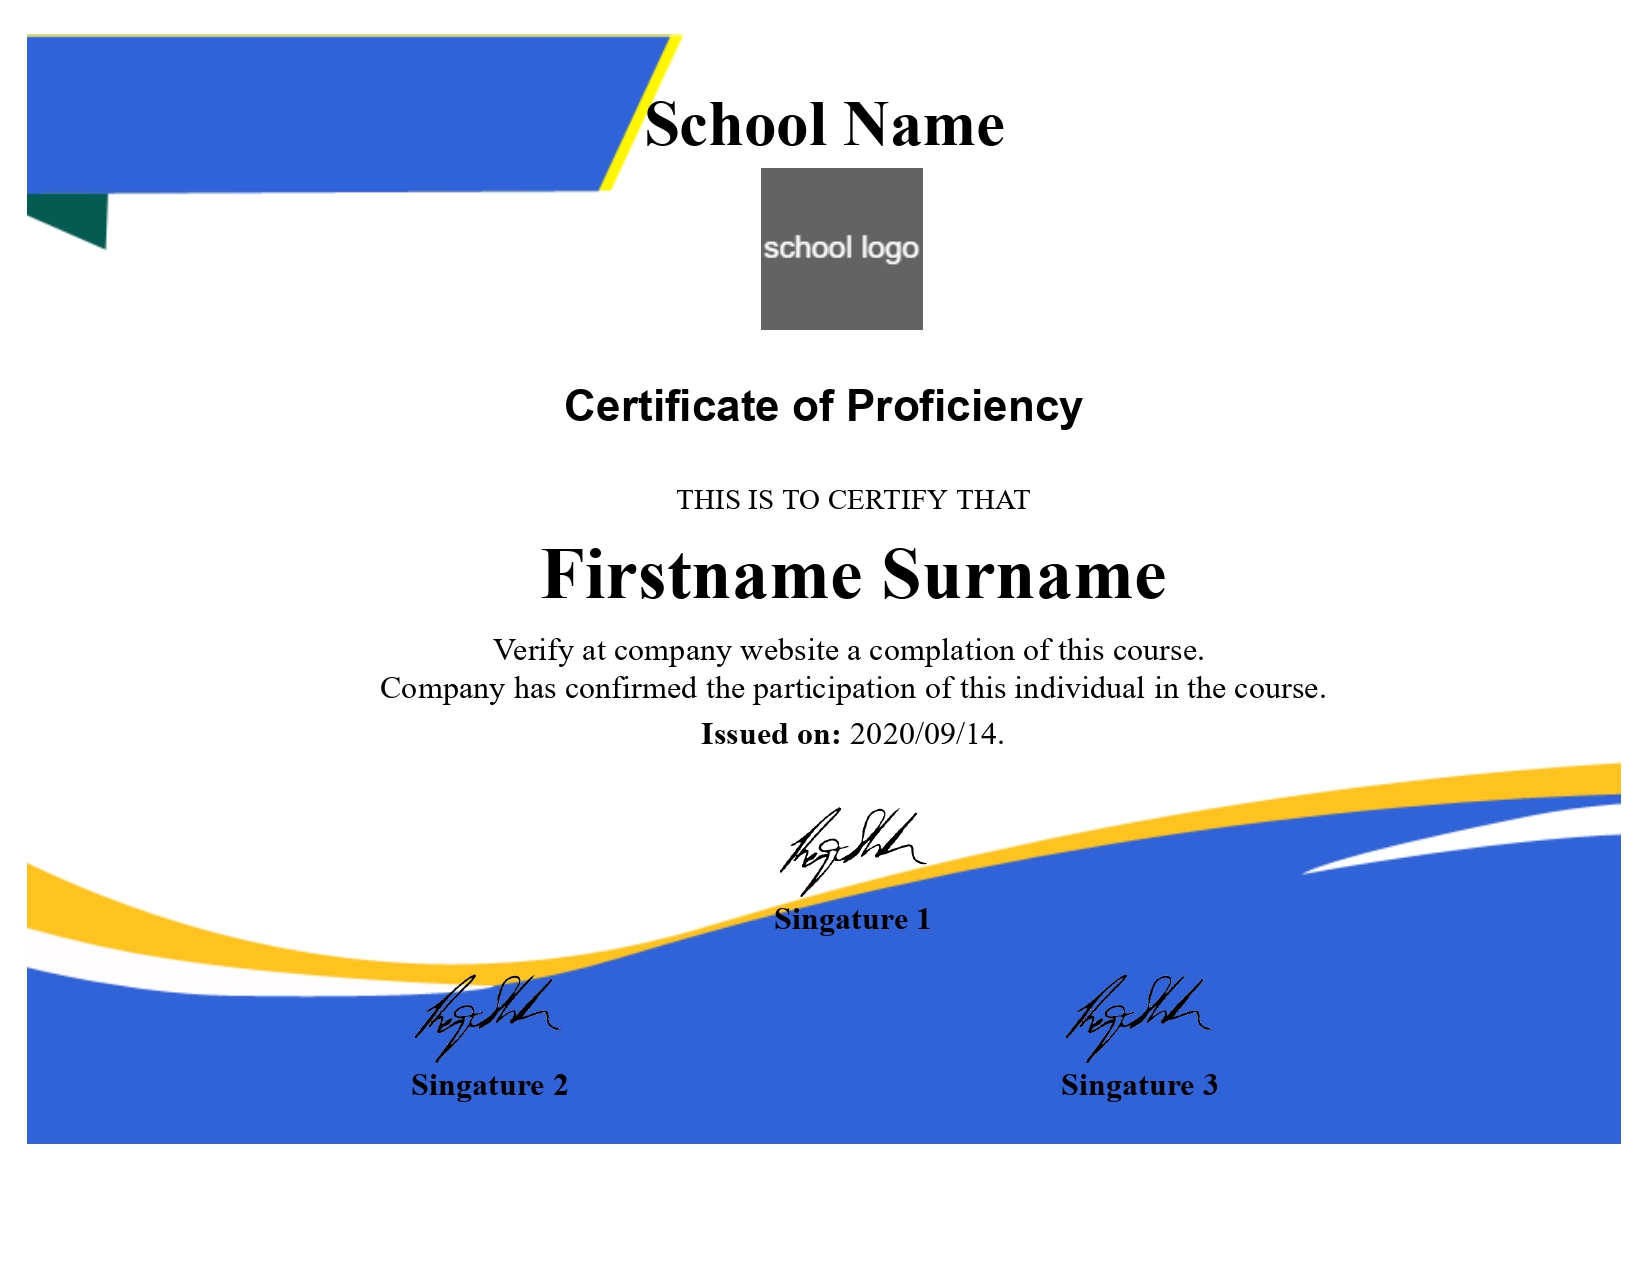 School Name
school logo
Certificate of Proficiency
THIS IS TO CERTIFY THAT
Firstname Surname
Verify at company website a complation of this course.
Company has confirmed the participation of this individual in the course.
Issued on: 2020/09/14.
Singature 1
Singature 2
Singature 3